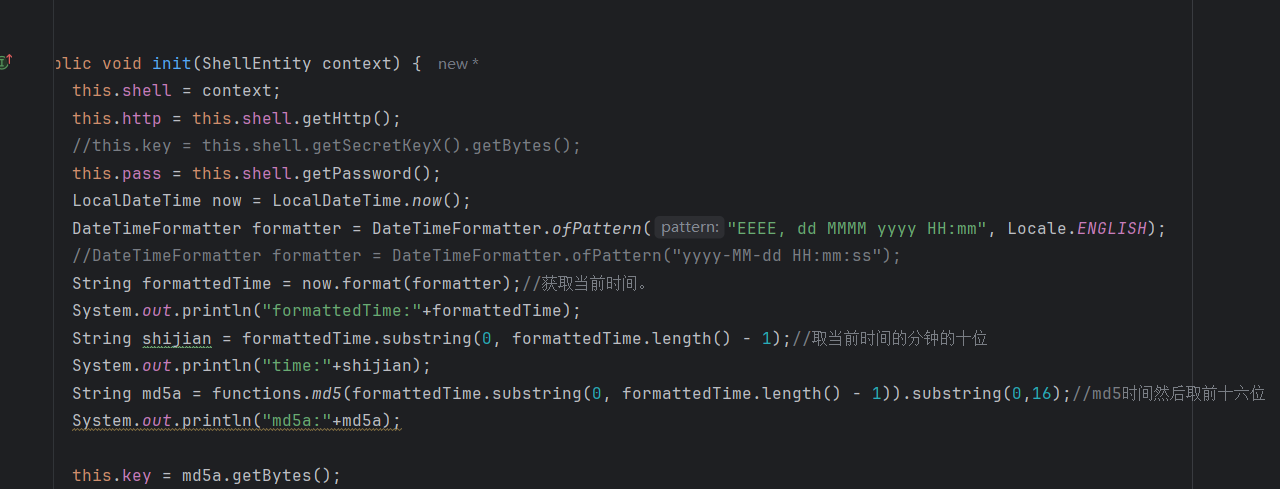 blic void init(ShellEntity context) { new *
this.shell = context;
this.http = this.shell.getHttp();
//this.key = this.shell.getSecretKeyX().getBytes();
this.pass = this.shell.getPassword();
LocalDateTime now = LocalDateTime.now();
DateTimeFormatter formatter = DateTimeFormatter.ofPattern( pattern: "EEEE, dd MMMM yyyy HH:mm", Locale.ENGLISH);
//DateTimeFormatter formatter = DateTimeFormatter.ofPattern("yyyy-MM-dd HH:mm:ss");
String formattedTime = now.format(formatter);//获取当前时间。
System.out.println("formattedTime:"+formattedTime);
String shijian = formattedTime.substring(0, formattedTime.length() - 1);//取当前时间的分钟的十位
System.out.println("time:"+shijian);
String md5a = functions.md5(formattedTime.substring(0, formattedTime.length() - 1)).substring(0,16);//md5时间然后取前十六位
System.out.println("md5a:"+md5a);
this.key = md5a.getBytes();